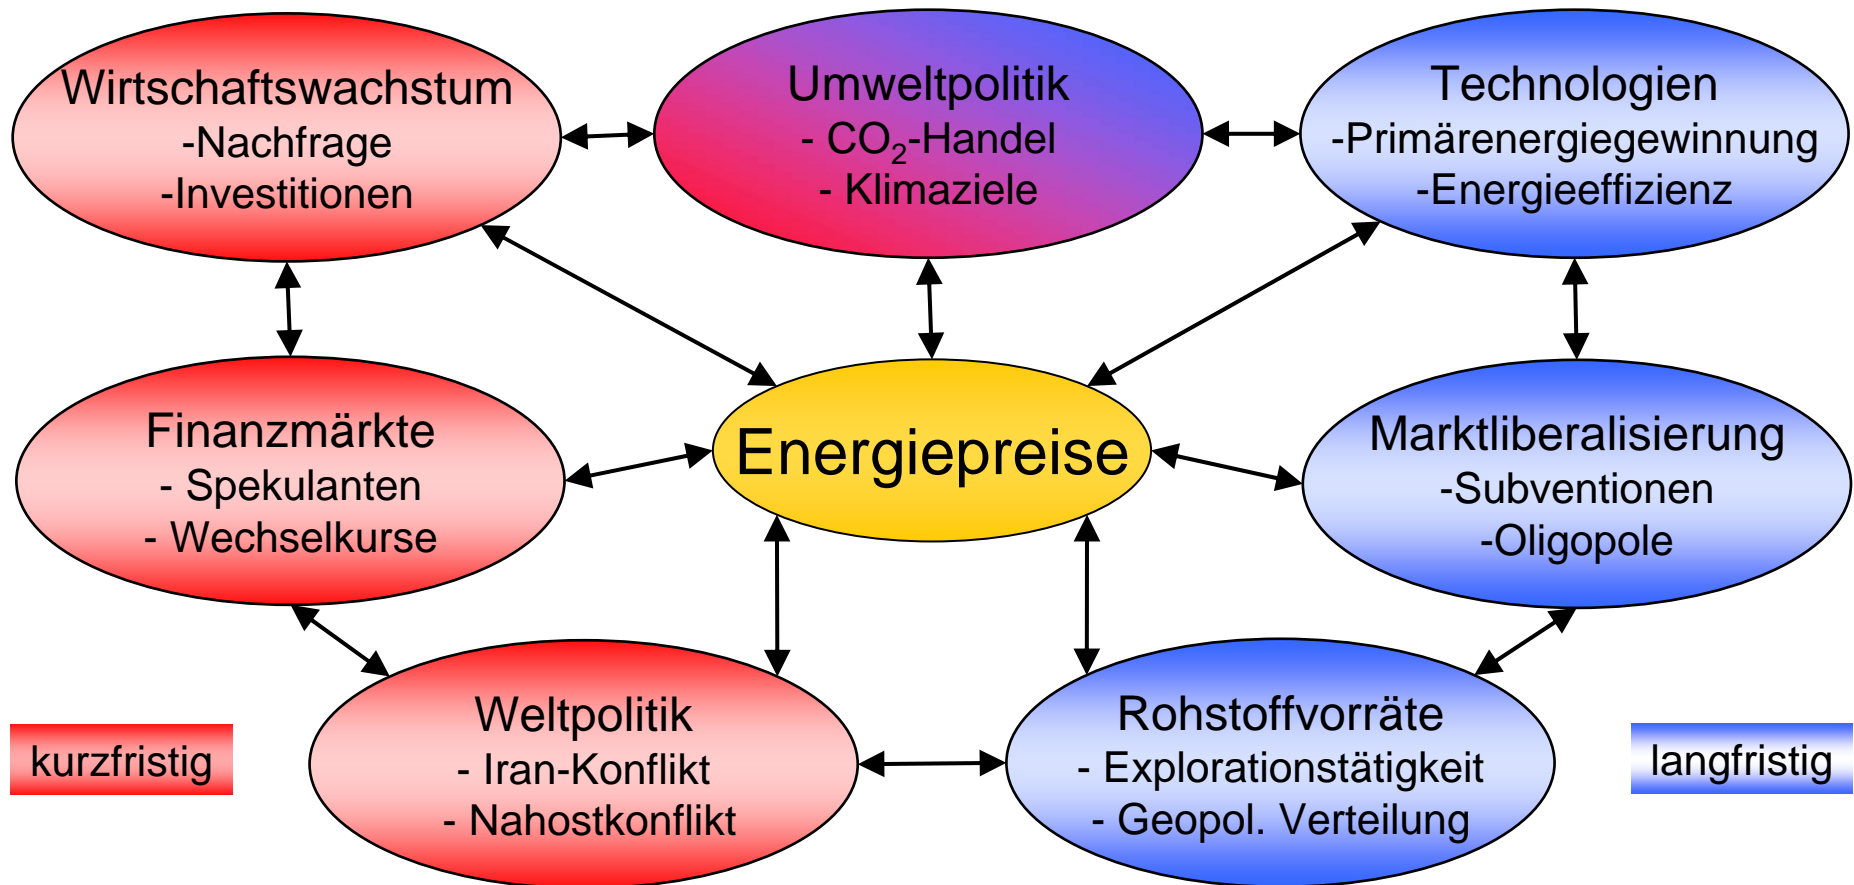 Wirtschaftswachstum
-Nachfrage
-Investitionen
Umweltpolitik
- CO₂-Handel
- Klimaziele
Technologien
-Primärenergiegewinnung
-Energieeffizienz
Finanzmärkte
- Spekulanten
- Wechselkurse
Energiepreise
Marktliberalisierung
-Subventionen
-Oligopole
kurzfristig
Weltpolitik
- Iran-Konflikt
- Nahostkonflikt
Rohstoffvorräte
- Explorationstätigkeit
- Geopol. Verteilung
langfristig